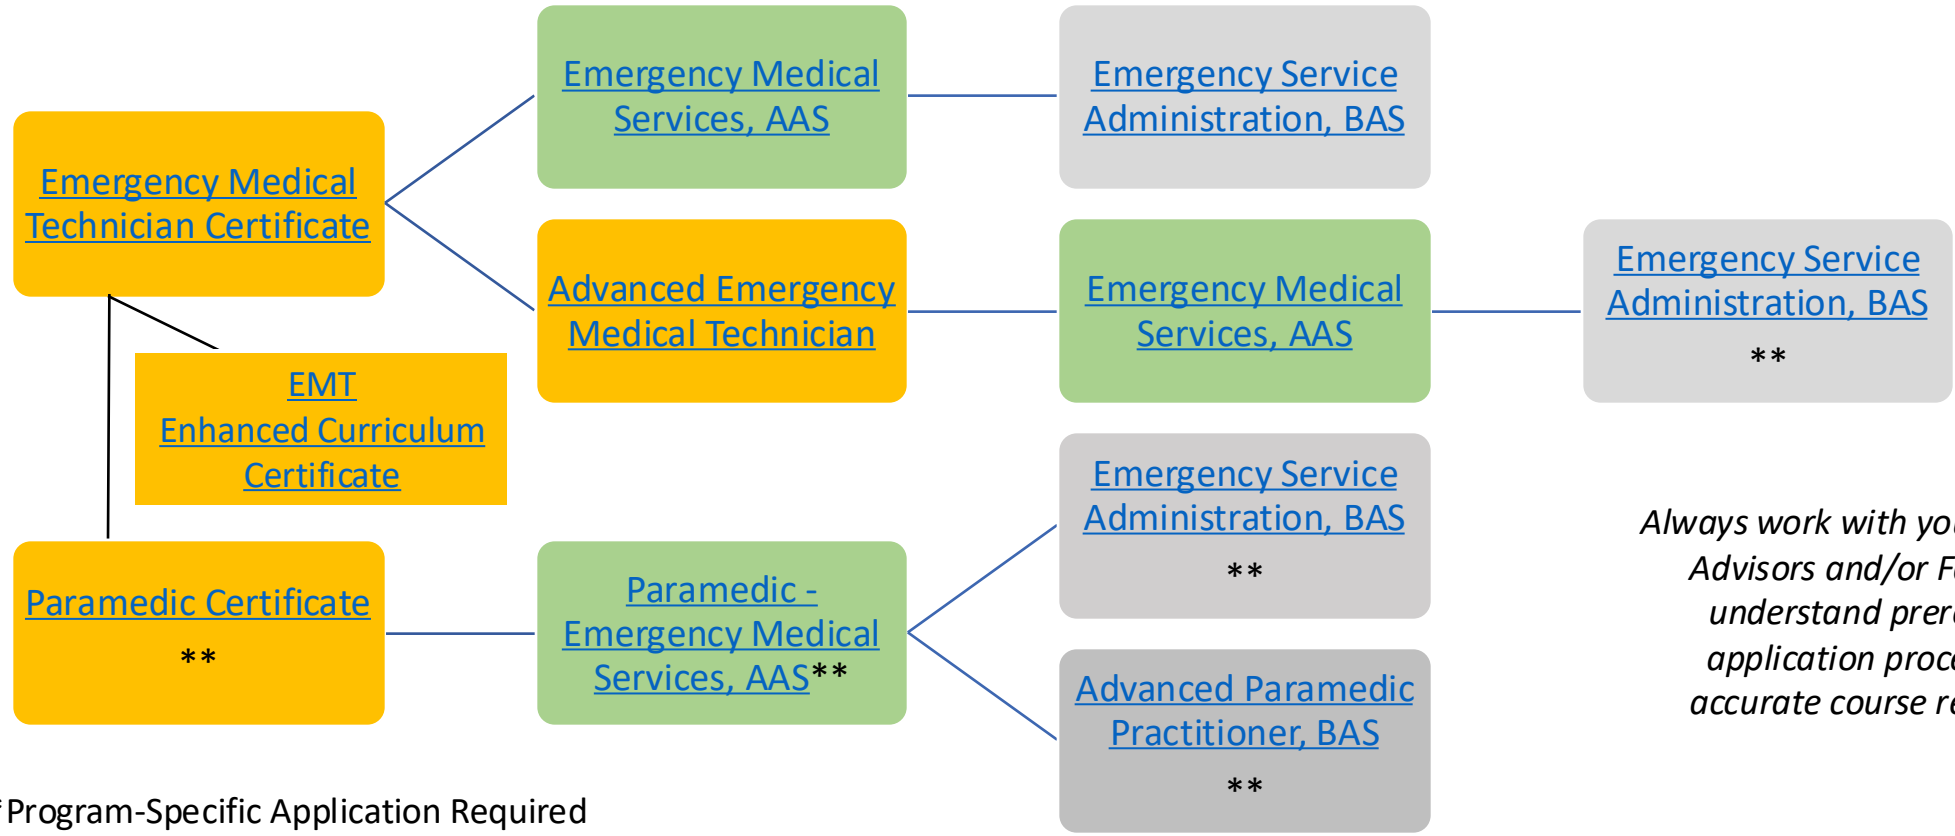 Emergency Medical
Technician Certificate
Emergency Medical
Services, AAS
Emergency Service
Administration, BAS
Advanced Emergency
Medical Technician
Emergency Medical
Services, AAS
Emergency Service
Administration, BAS
**
EMT
Enhanced Curriculum
Certificate
Paramedic Certificate
**
Paramedic -
Emergency Medical
Services, AAS**
Emergency Service
Administration, BAS
**
Advanced Paramedic
Practitioner, BAS
**
Always work with
Advisors and/or
understand
application
accurate course
*Program-Specific Application Required